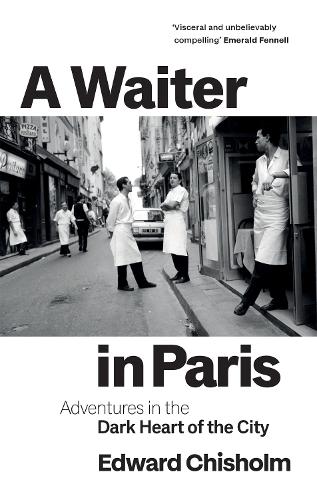 'Visceral and unbelievably
compelling' Emerald Fennell
A Waiter
PIZZA
in Paris
Adventures in the
Dark Heart of the City
Edward Chisholm